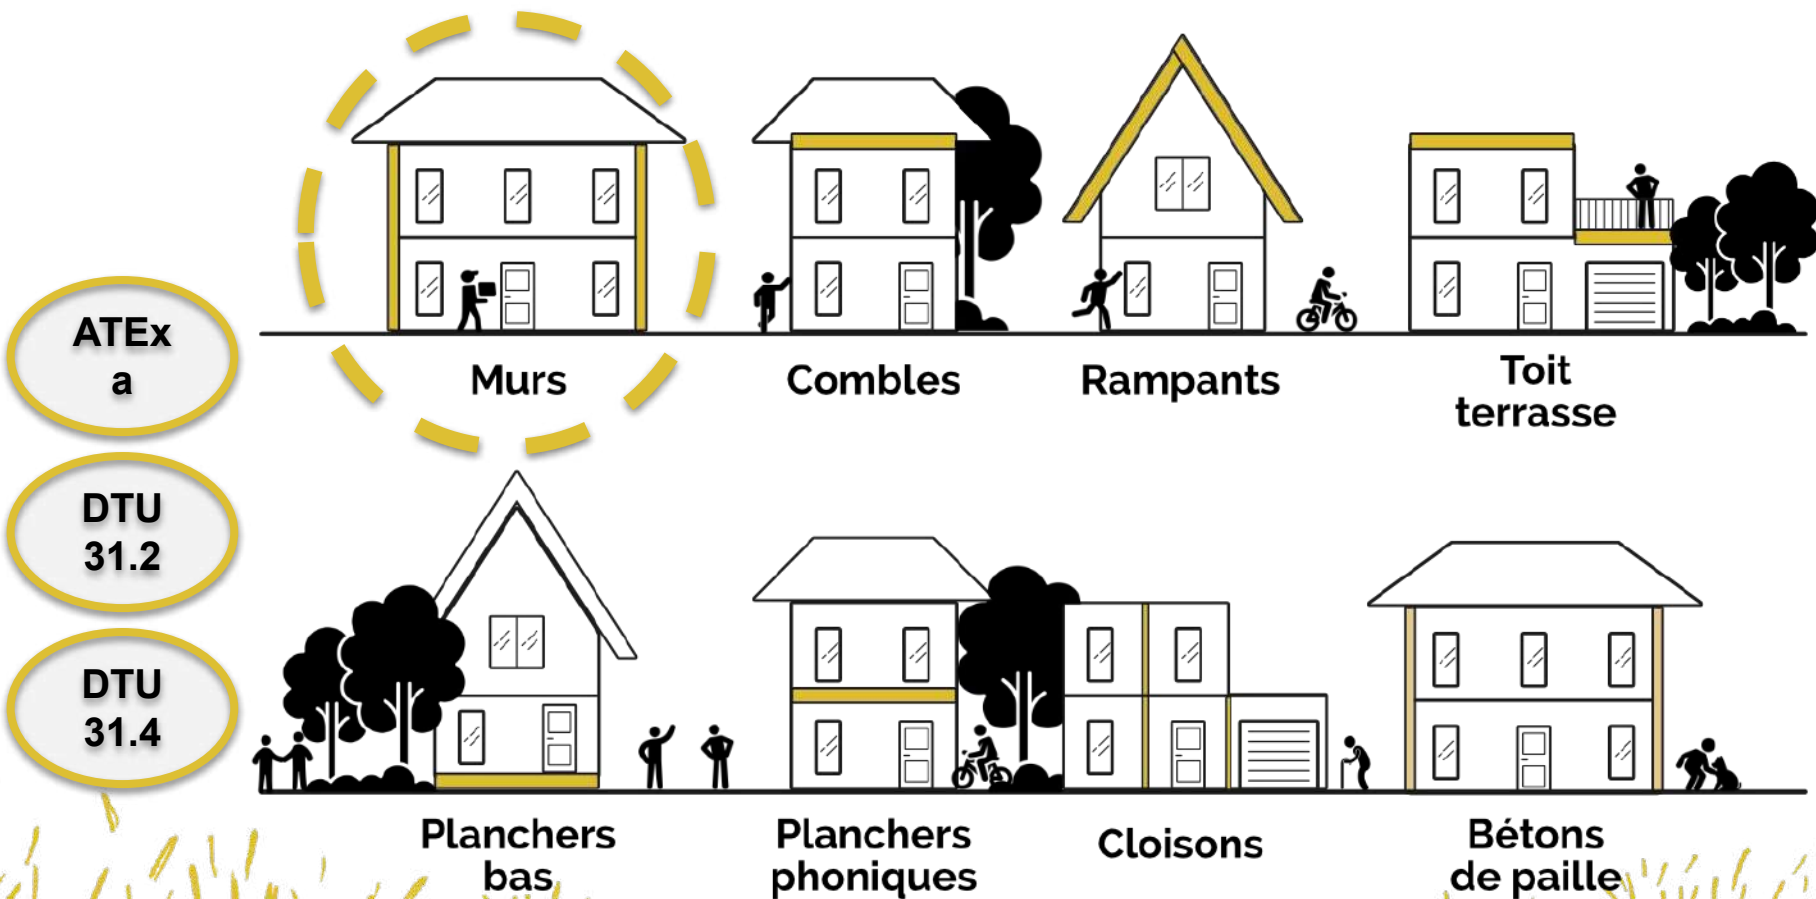 ATEx
a
DTU
31.2
DTU
31.4
Murs
Combles
Rampants
Toit
terrasse
Planchers
bas
Planchers
phoniques
Cloisons
Bétons
de paille